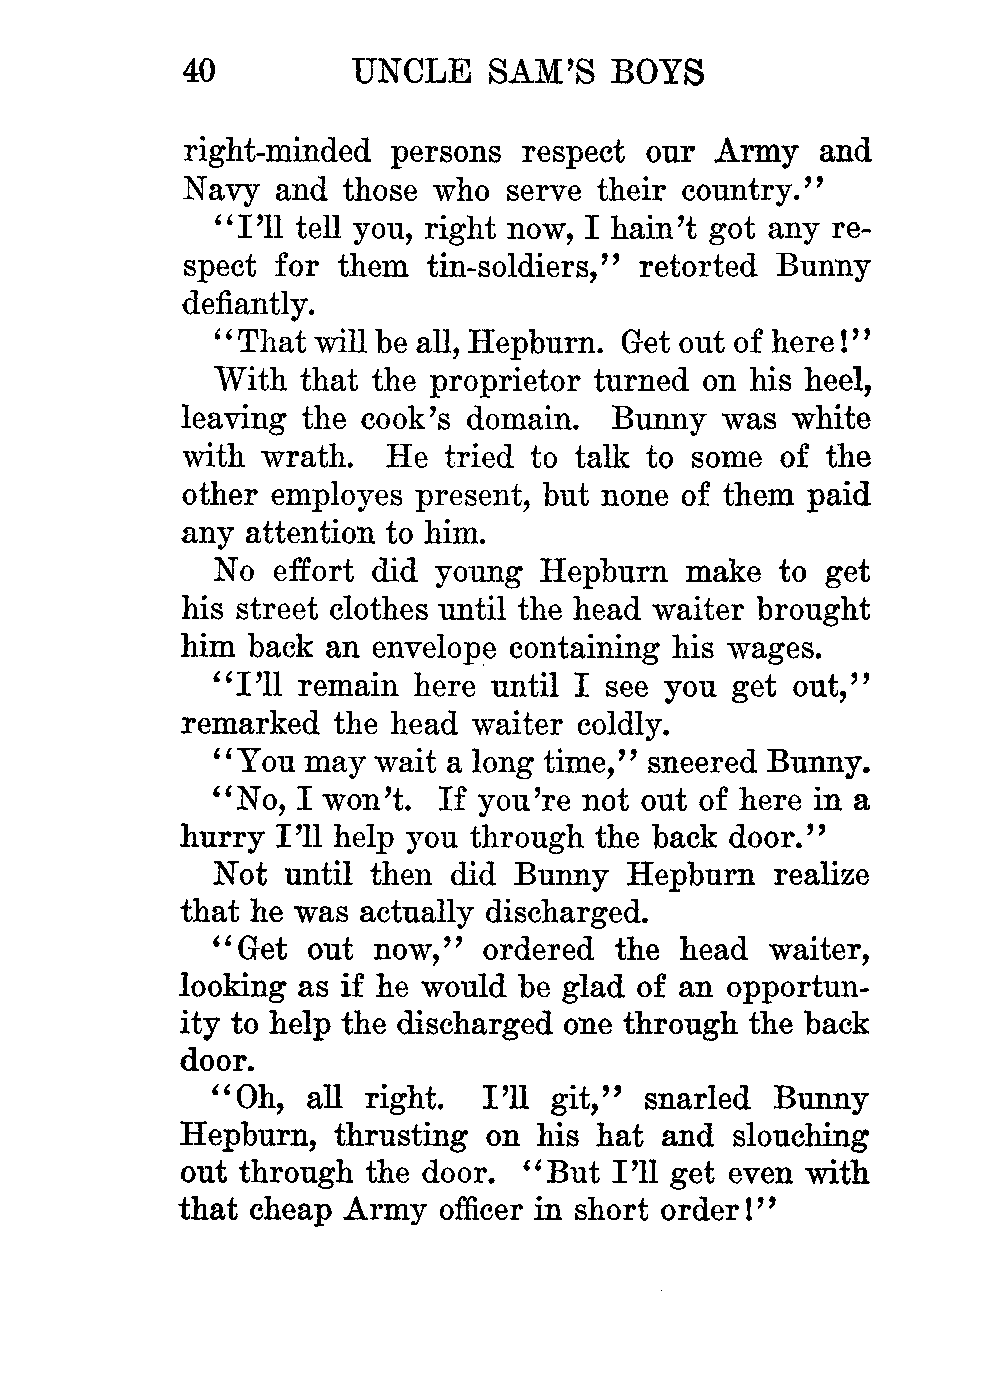 40 UNCLE SAM'S BOYS
right-minded persons respect our Army and
Navy and those who serve their country."
"I'll tell you, right now, I hain't got any re-
spect for them tin-soldiers," retorted Bunny
defiantly.
"That will be all, Hepburn. Get out of here!"
With that the proprietor turned on his heel,
leaving the cook's domain. Bunny was white
with wrath. He tried to talk to some of the
other employes present, but none of them paid
any attention to him.
No effort did young Hepburn make to get
his street clothes until the head waiter brought
him back an envelope containing his wages.
"I'll remain here until I see you get out,"
remarked the head waiter coldly.
"You may wait a long time," sneered Bunny.
"No, I won't. If you're not out of here in a
hurry I'll help you through the back door."
Not until then did Bunny Hepburn realize
that he was actually discharged.
"Get out now," ordered the head waiter,
looking as if he would be glad of an opportun-
ity to help the discharged one through the back
door.
"Oh, all right. I'll git," snarled Bunny
Hepburn, thrusting on his hat and slouching
out through the door. "But I'll get even with
that cheap Army officer in short order!"